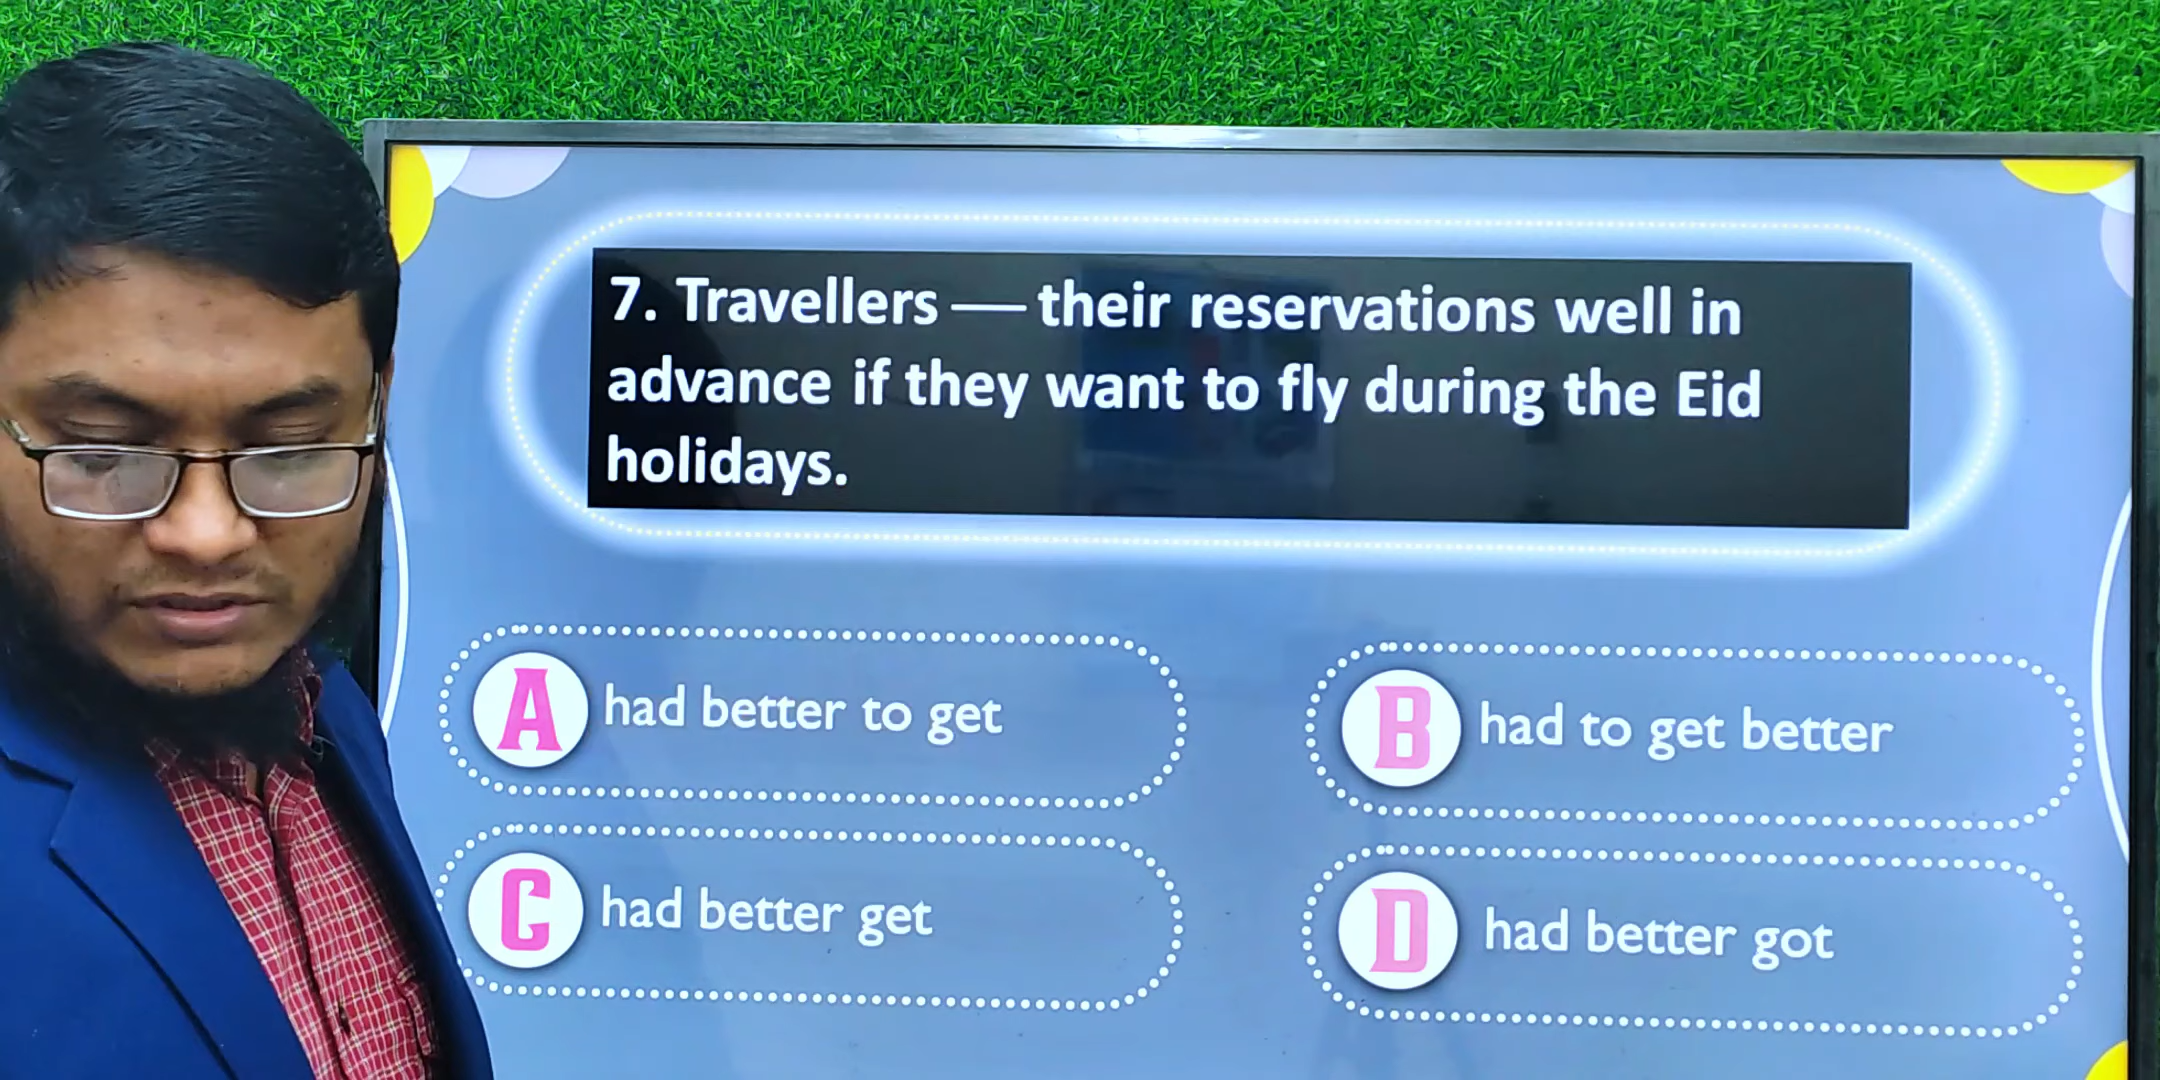 7. Travellers — their reservations well in
advance if they want to fly during the Eid
holidays.
A had better to get
B had to get better
C had better get
D had better got